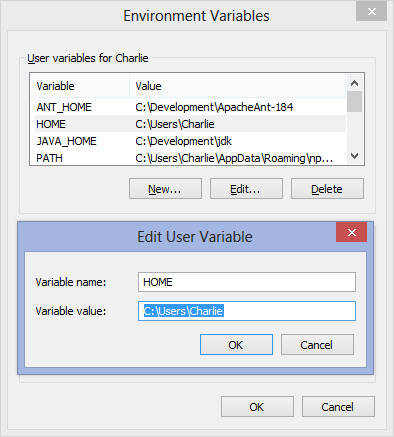 Environment Variables
User variables for Charlie
Variable Value
ANT_HOME C:\Development\ApacheAnt-184
HOME C:\Users\Charlie
JAVA_HOME C:\Development\jdk
PATH C:\Users\Charlie\AppData\Roaming\np...
New... Edit... Delete
Edit User Variable
Variable name: HOME
Variable value: C:\Users\Charlie
OK Cancel
OK Cancel